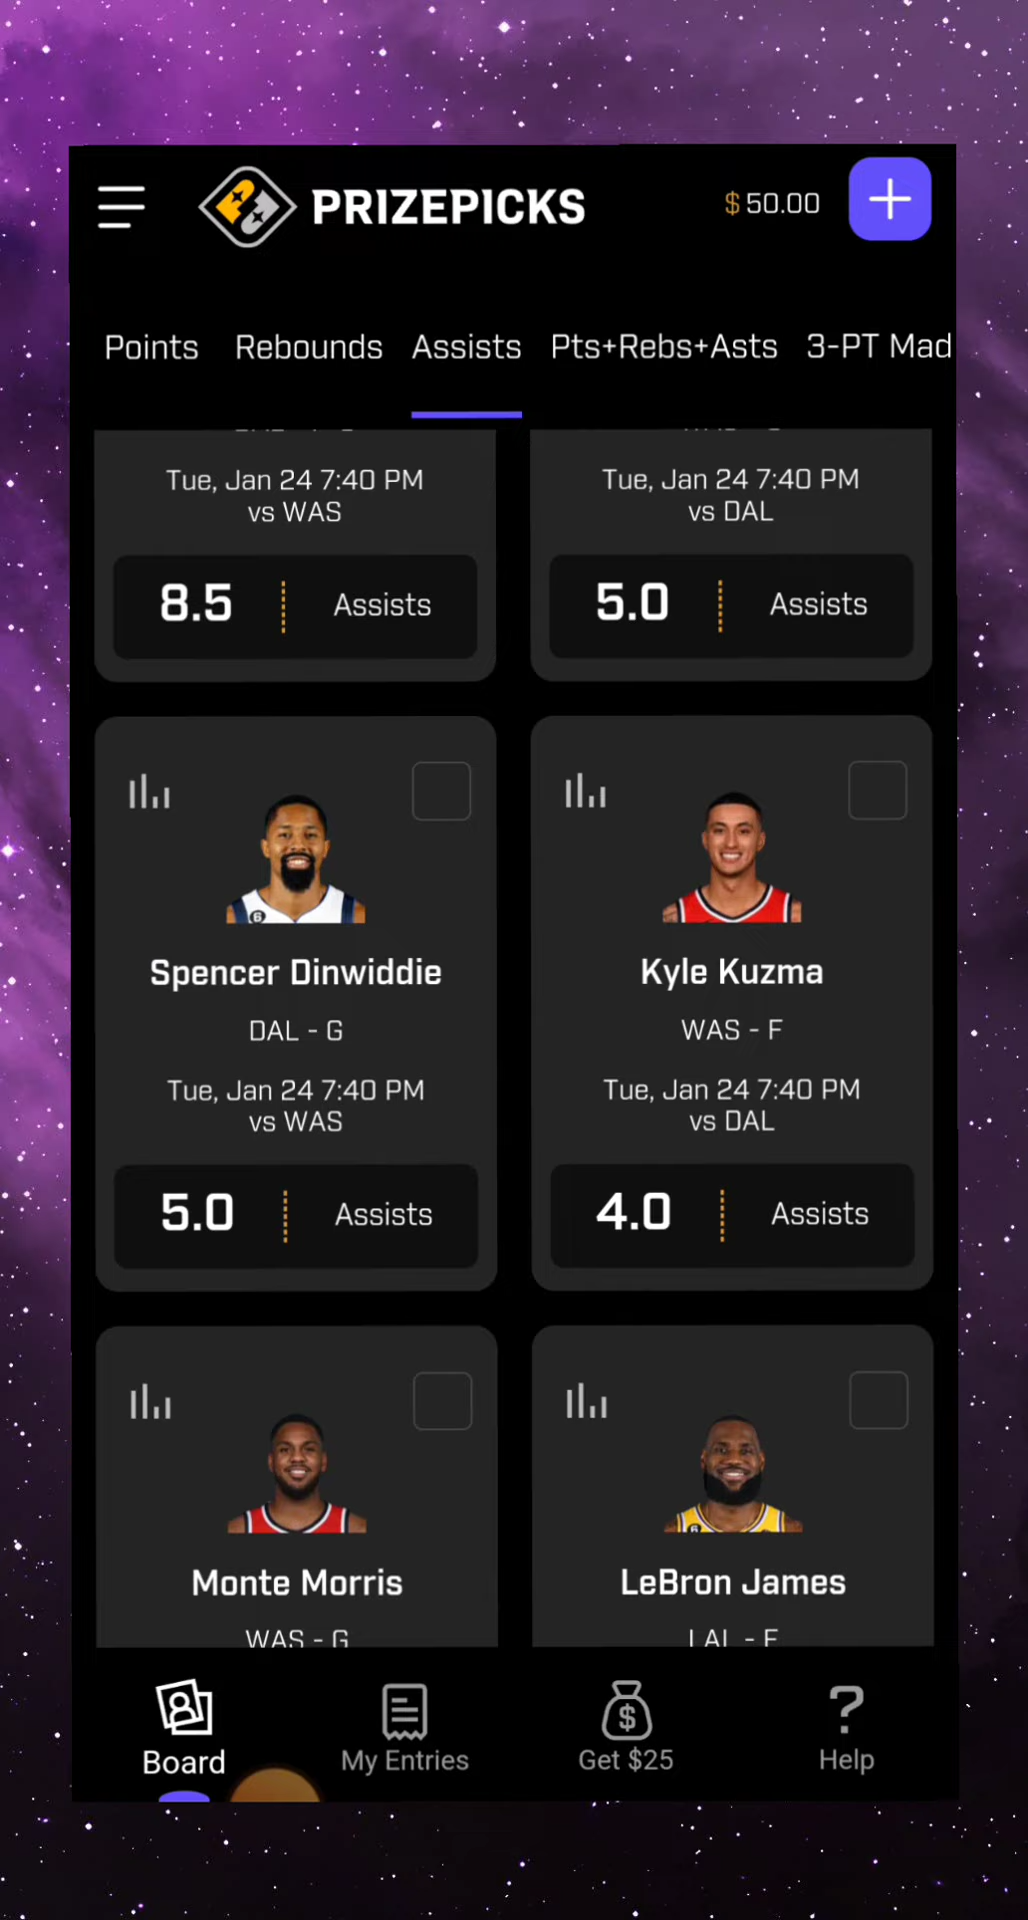 PRIZEPICKS
$ 50.00
Points Rebounds Assists Pts+Rebs+Asts 3-PT Mad
Tue, Jan 24 7:40 PM
vs WAS
8.5 Assists
Tue, Jan 24 7:40 PM
vs DAL
5.0 Assists
Spencer Dinwiddie
DAL - G
Tue, Jan 24 7:40 PM
vs WAS
5.0 Assists
Kyle Kuzma
WAS - F
Tue, Jan 24 7:40 PM
vs DAL
4.0 Assists
Monte Morris
WAS - G
LeBron James
LAL - F
Board
My Entries
Get $25
Help